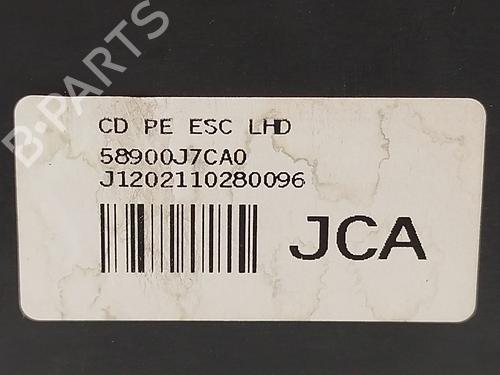 CD PE ESC LHD
58900J7CA0
J1202110280096
JCA
B-PARTS